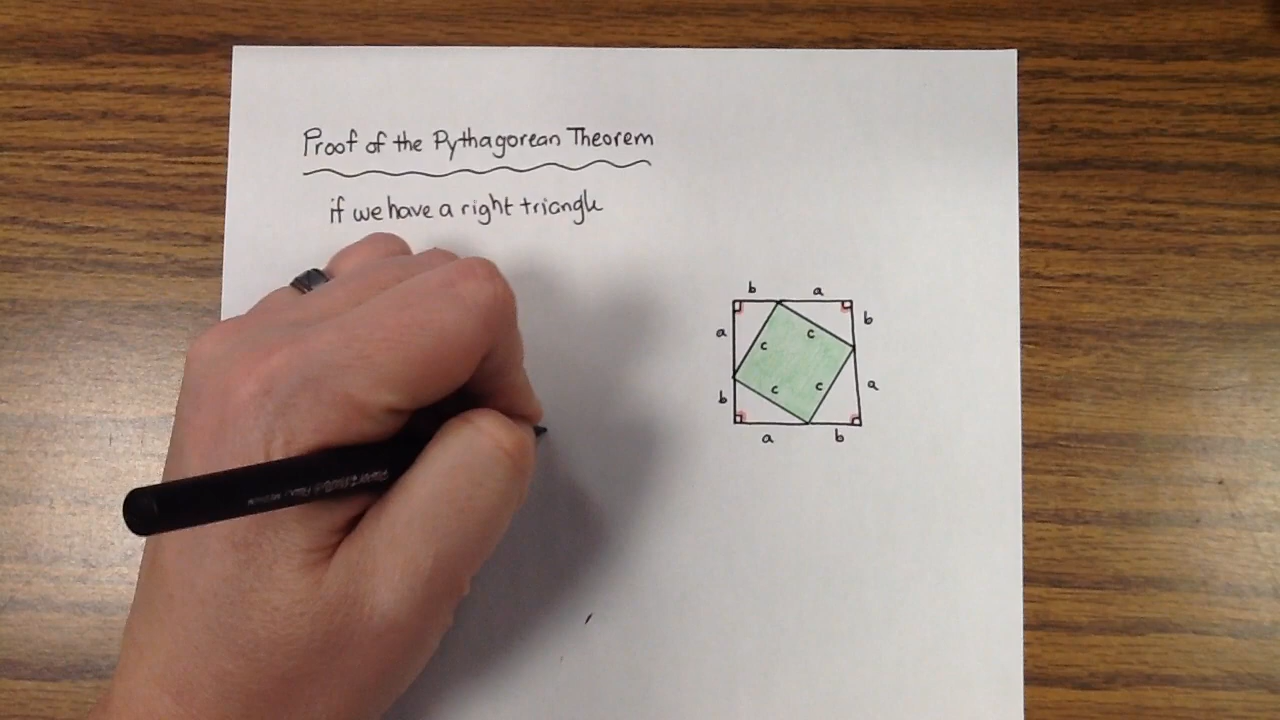 Proof of the Pythagorean Theorem
if we have a right triangle
b a
a b
c c
c c
b a
a b